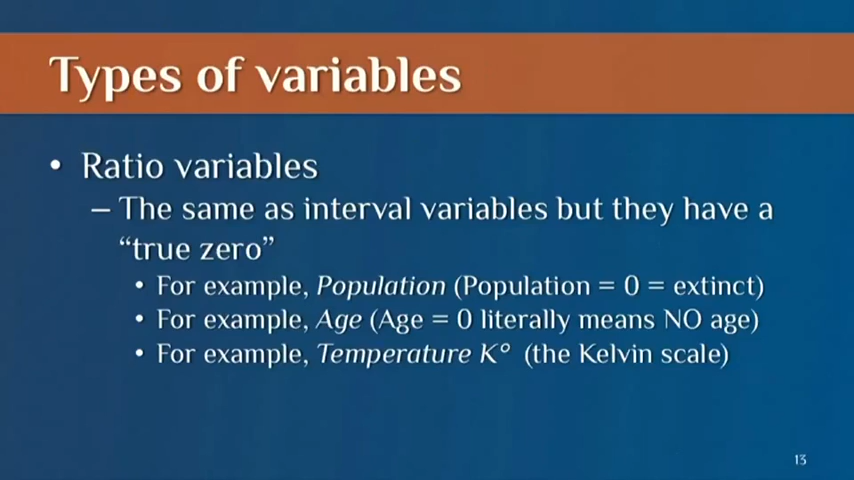 Types of variables
• Ratio variables
– The same as interval variables but they have a
“true zero”
• For example, Population (Population = 0 = extinct)
• For example, Age (Age = 0 literally means NO age)
• For example, Temperature K° (the Kelvin scale)
13